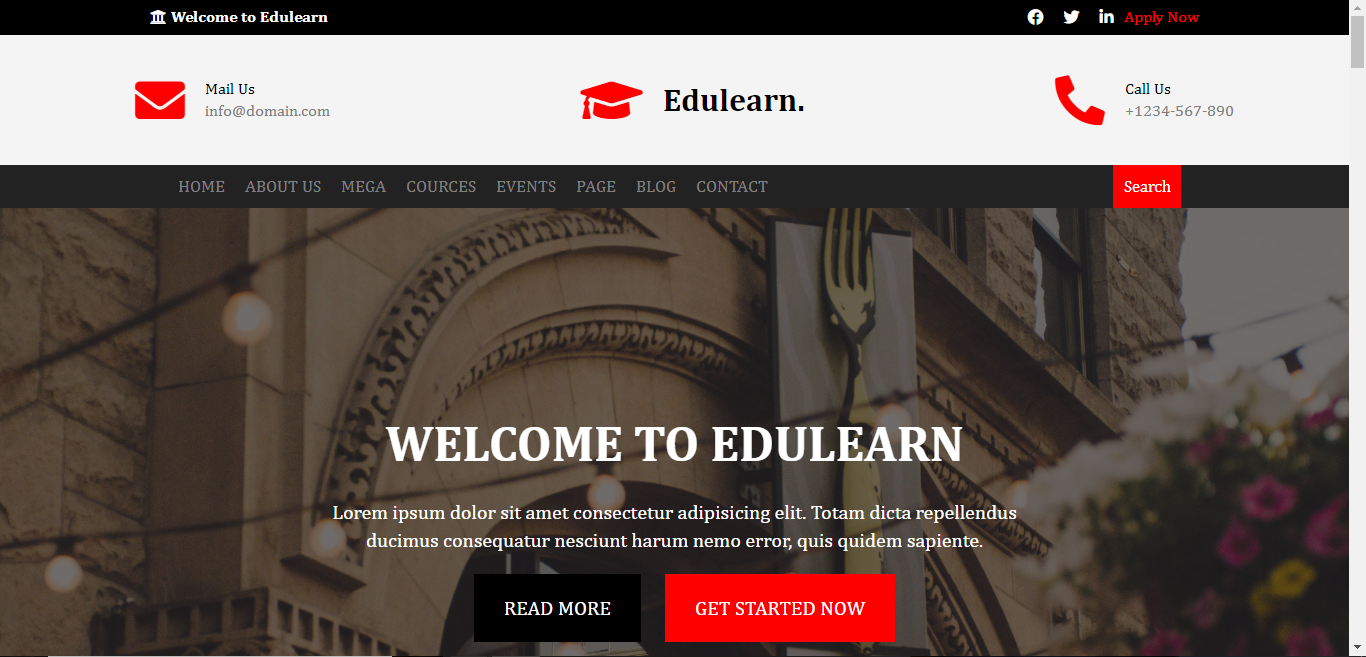 Welcome to Edulearn
Apply Now
Mail Us
info@domain.com
Edulearn.
Call Us
+1234-567-890
HOME ABOUT US MEGA COURCES EVENTS PAGE BLOG CONTACT
Search
WELCOME TO EDULEARN
Lorem ipsum dolor sit amet consectetur adipisicing elit. Totam dicta repellendus
ducimus consequatur nesciunt harum nemo error, quis quidem sapiente.
READ MORE
GET STARTED NOW